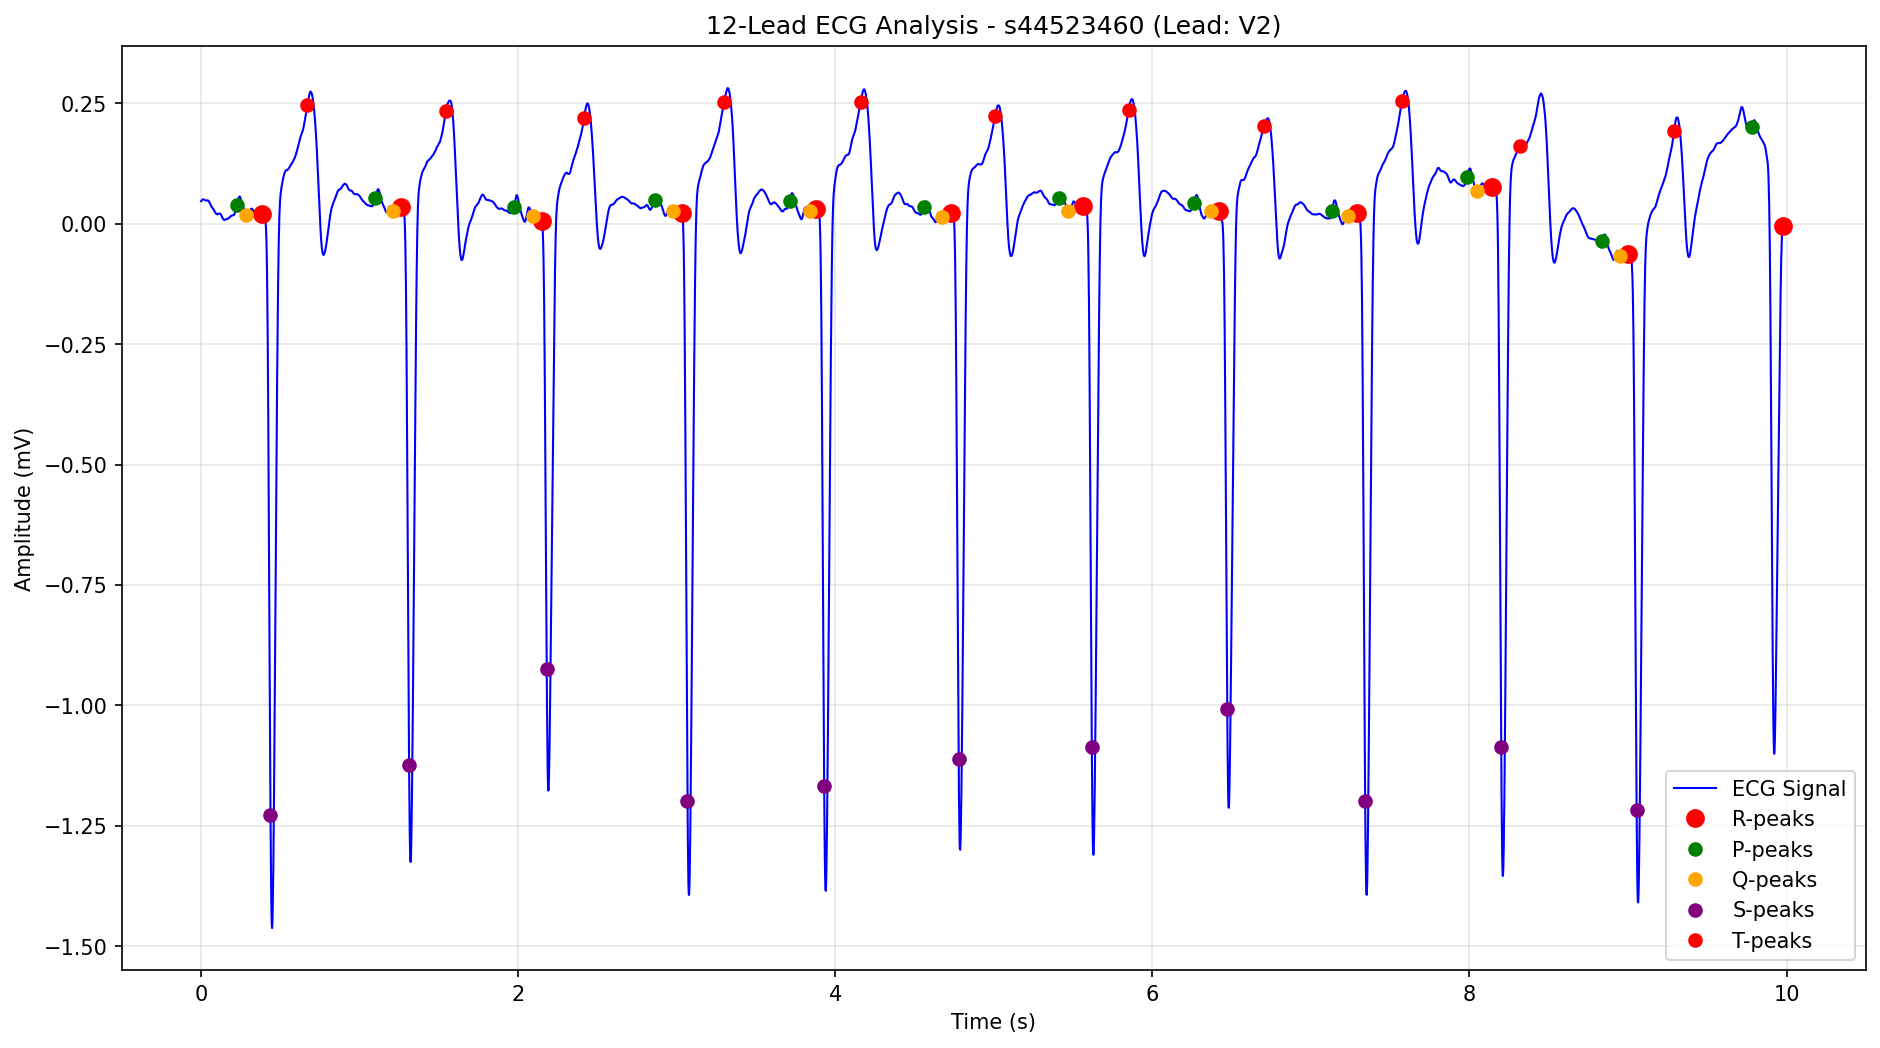 12-Lead ECG Analysis - s44523460 (Lead: V2)
Amplitude (mV)
0.25
0.00
−0.25
−0.50
−0.75
−1.00
−1.25
−1.50
ECG Signal
R-peaks
P-peaks
Q-peaks
S-peaks
T-peaks
0 2 4 6 8 10
Time (s)